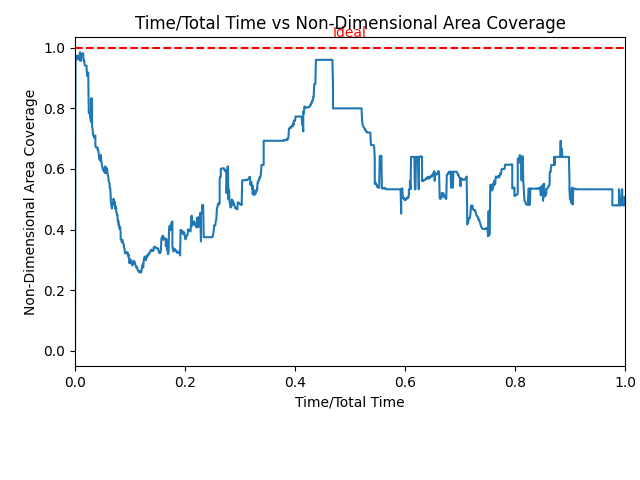 Time/Total Time vs Non-Dimensional Area Coverage
Ideal
1.0
0.8
0.6
0.4
0.2
0.0
Non-Dimensional Area Coverage
0.0 0.2 0.4 0.6 0.8 1.0
Time/Total Time